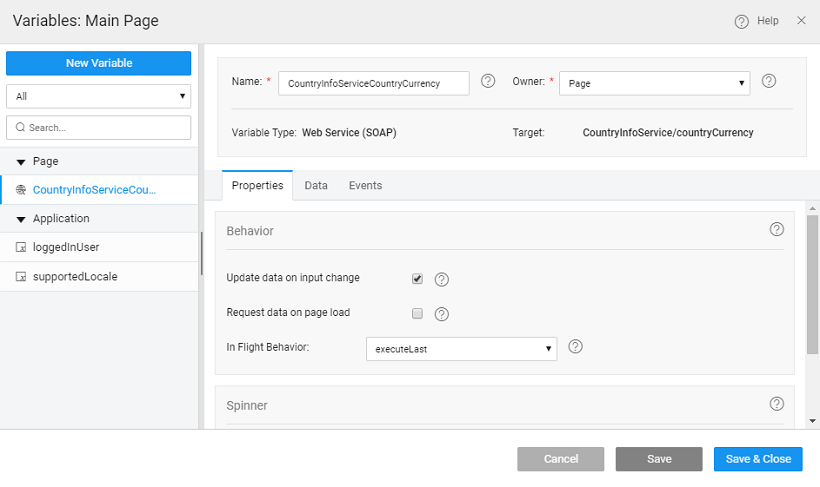 Variables: Main Page
Help
New Variable
All
Search...
Page
CountryInfoServiceCou...
Application
loggedInUser
supportedLocale
Name: * CountryInfoServiceCountryCurrency
Owner: * Page
Variable Type: Web Service (SOAP)
Target: CountryInfoService/countryCurrency
Properties Data Events
Behavior
Update data on input change
Request data on page load
In Flight Behavior: executeLast
Spinner
Cancel Save Save & Close